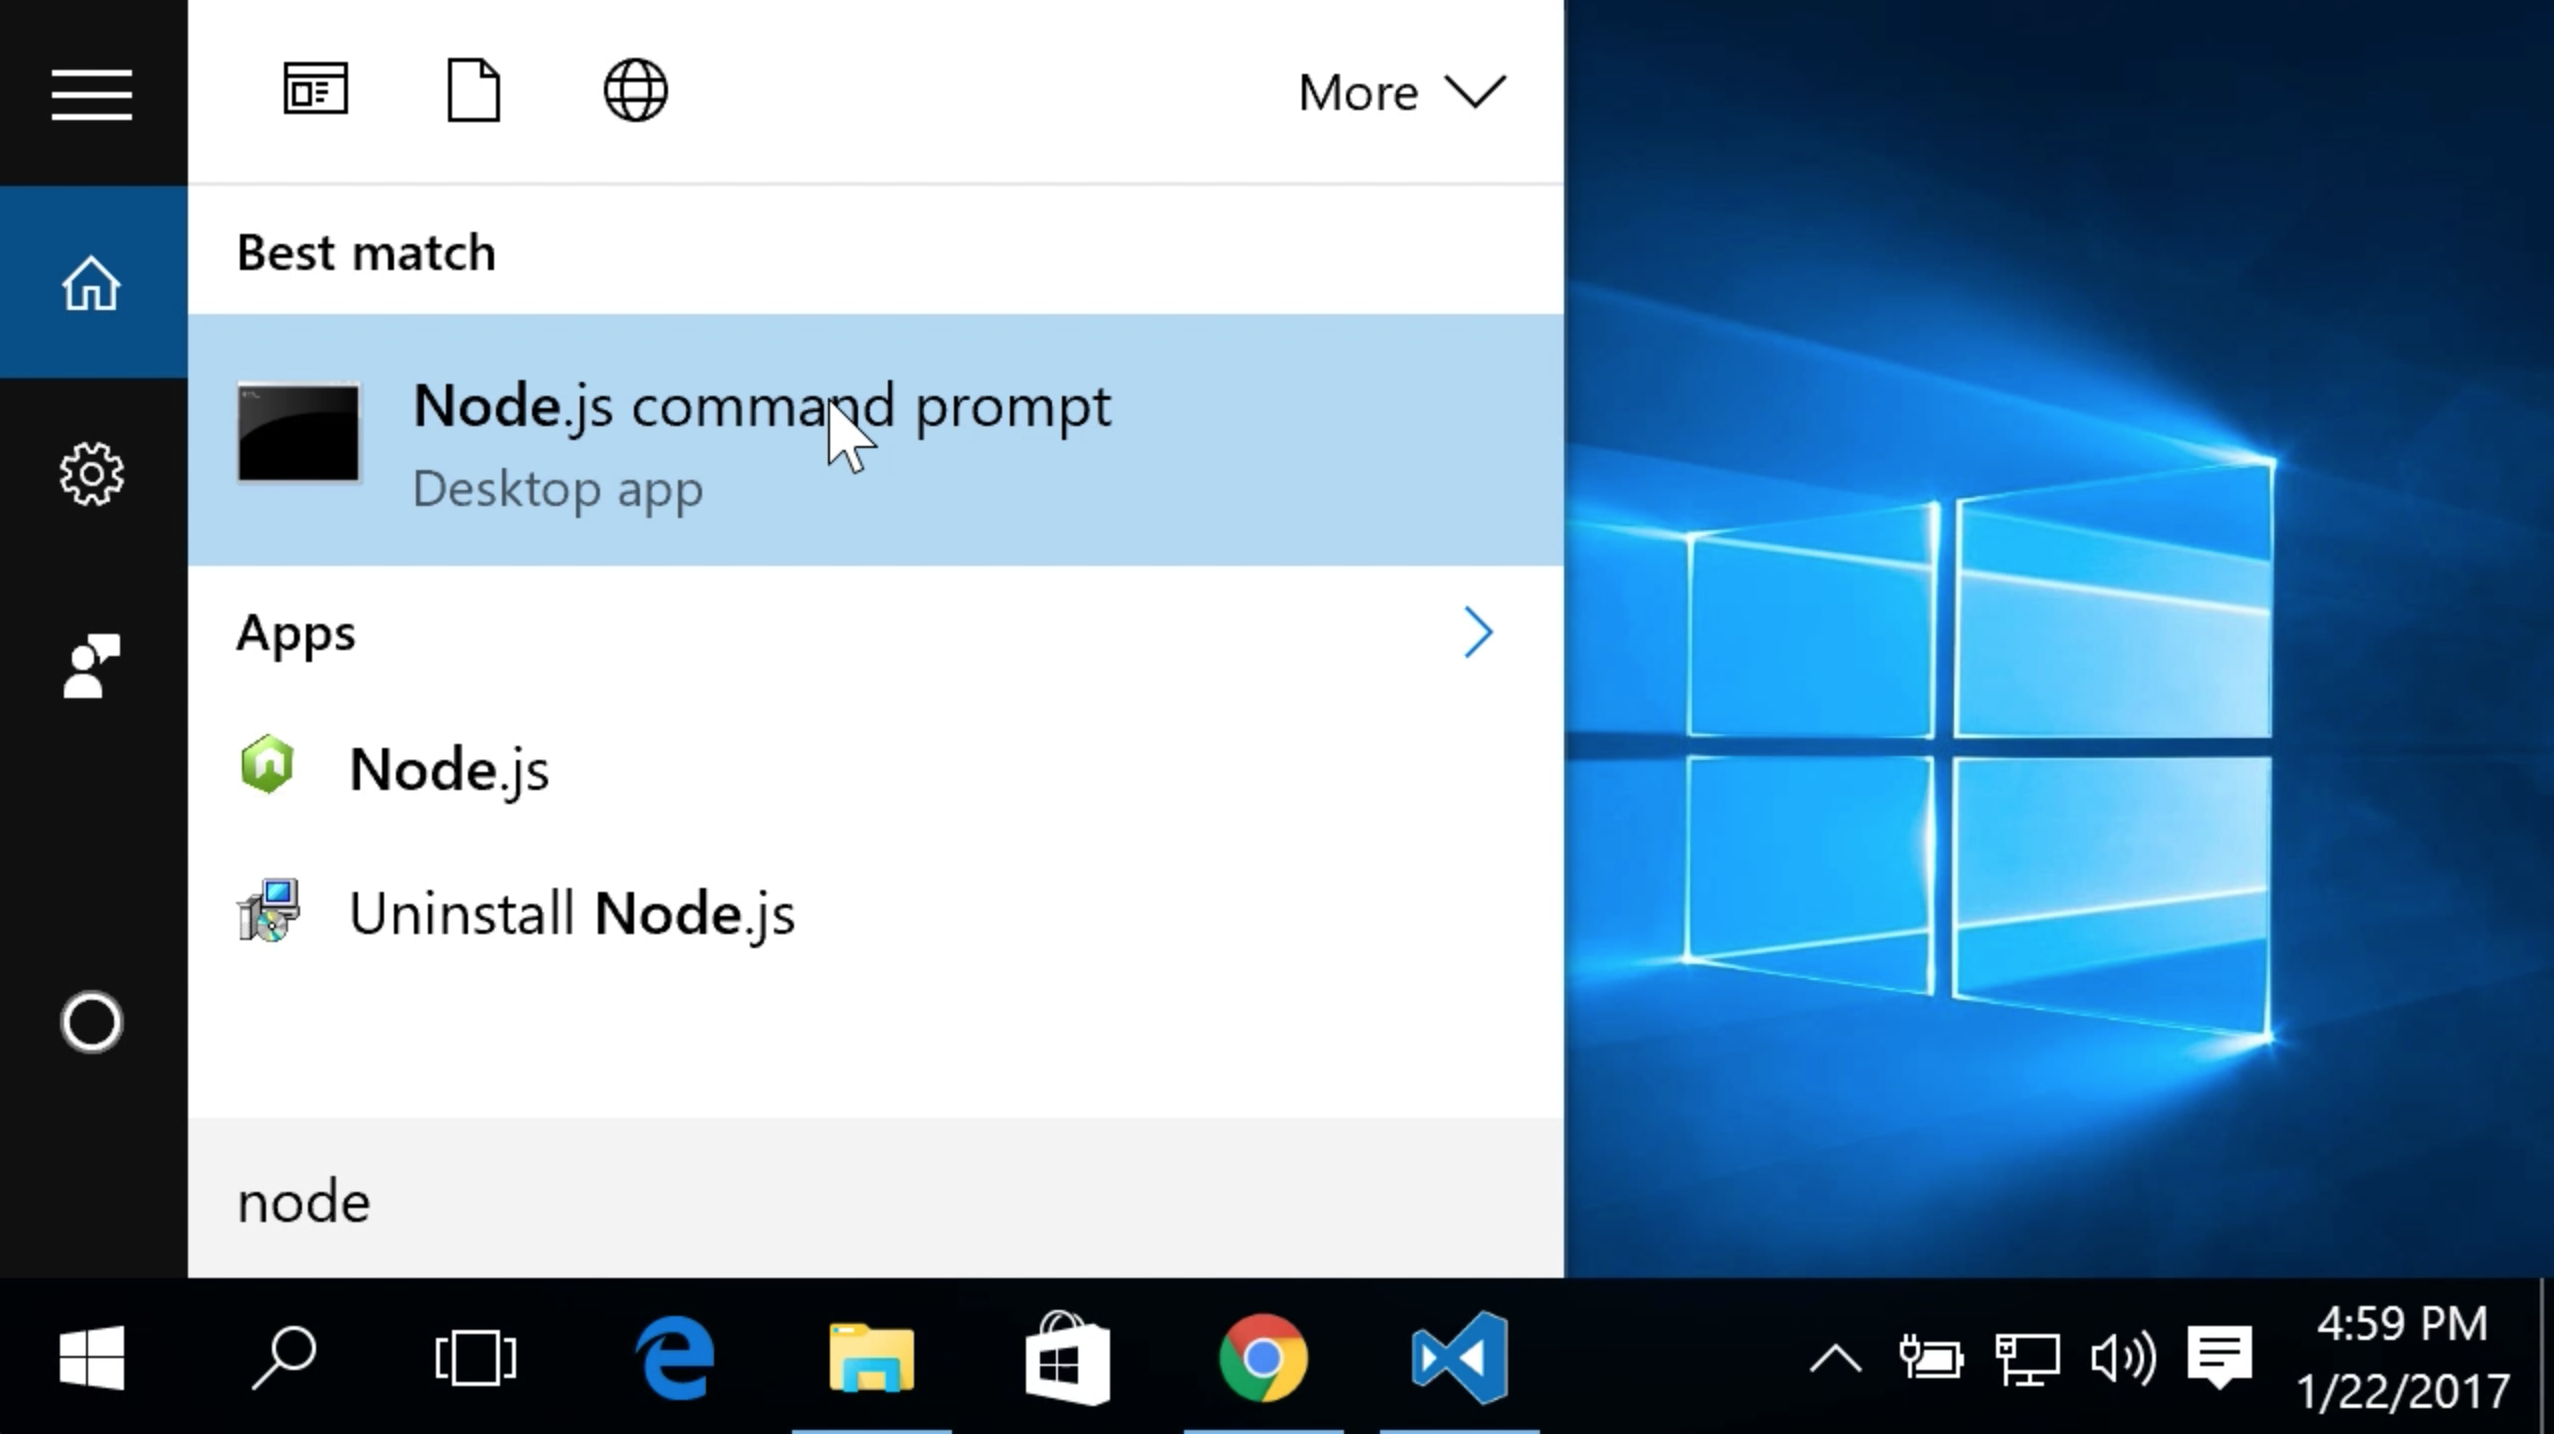 More
Best match
Node.js command prompt
Desktop app
Apps
Node.js
Uninstall Node.js
node
4:59 PM
1/22/2017